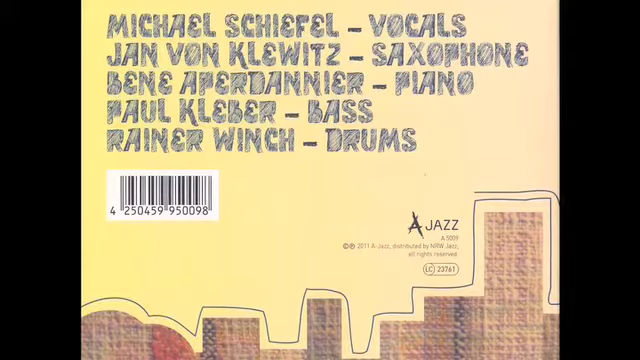 MICHAEL SCHIEFEL – VOCALS
JAN VON KLEWITZ – SAXOPHONE
BENE APERDANNIER – PIANO
PAUL KLEBER – BASS
RAINER WINCH – DRUMS
4 250459 950098
A JAZZ
A 5009
©℗ 2011 A-Jazz, distributed by NRW Jazz,
all rights reserved.
LC 23761